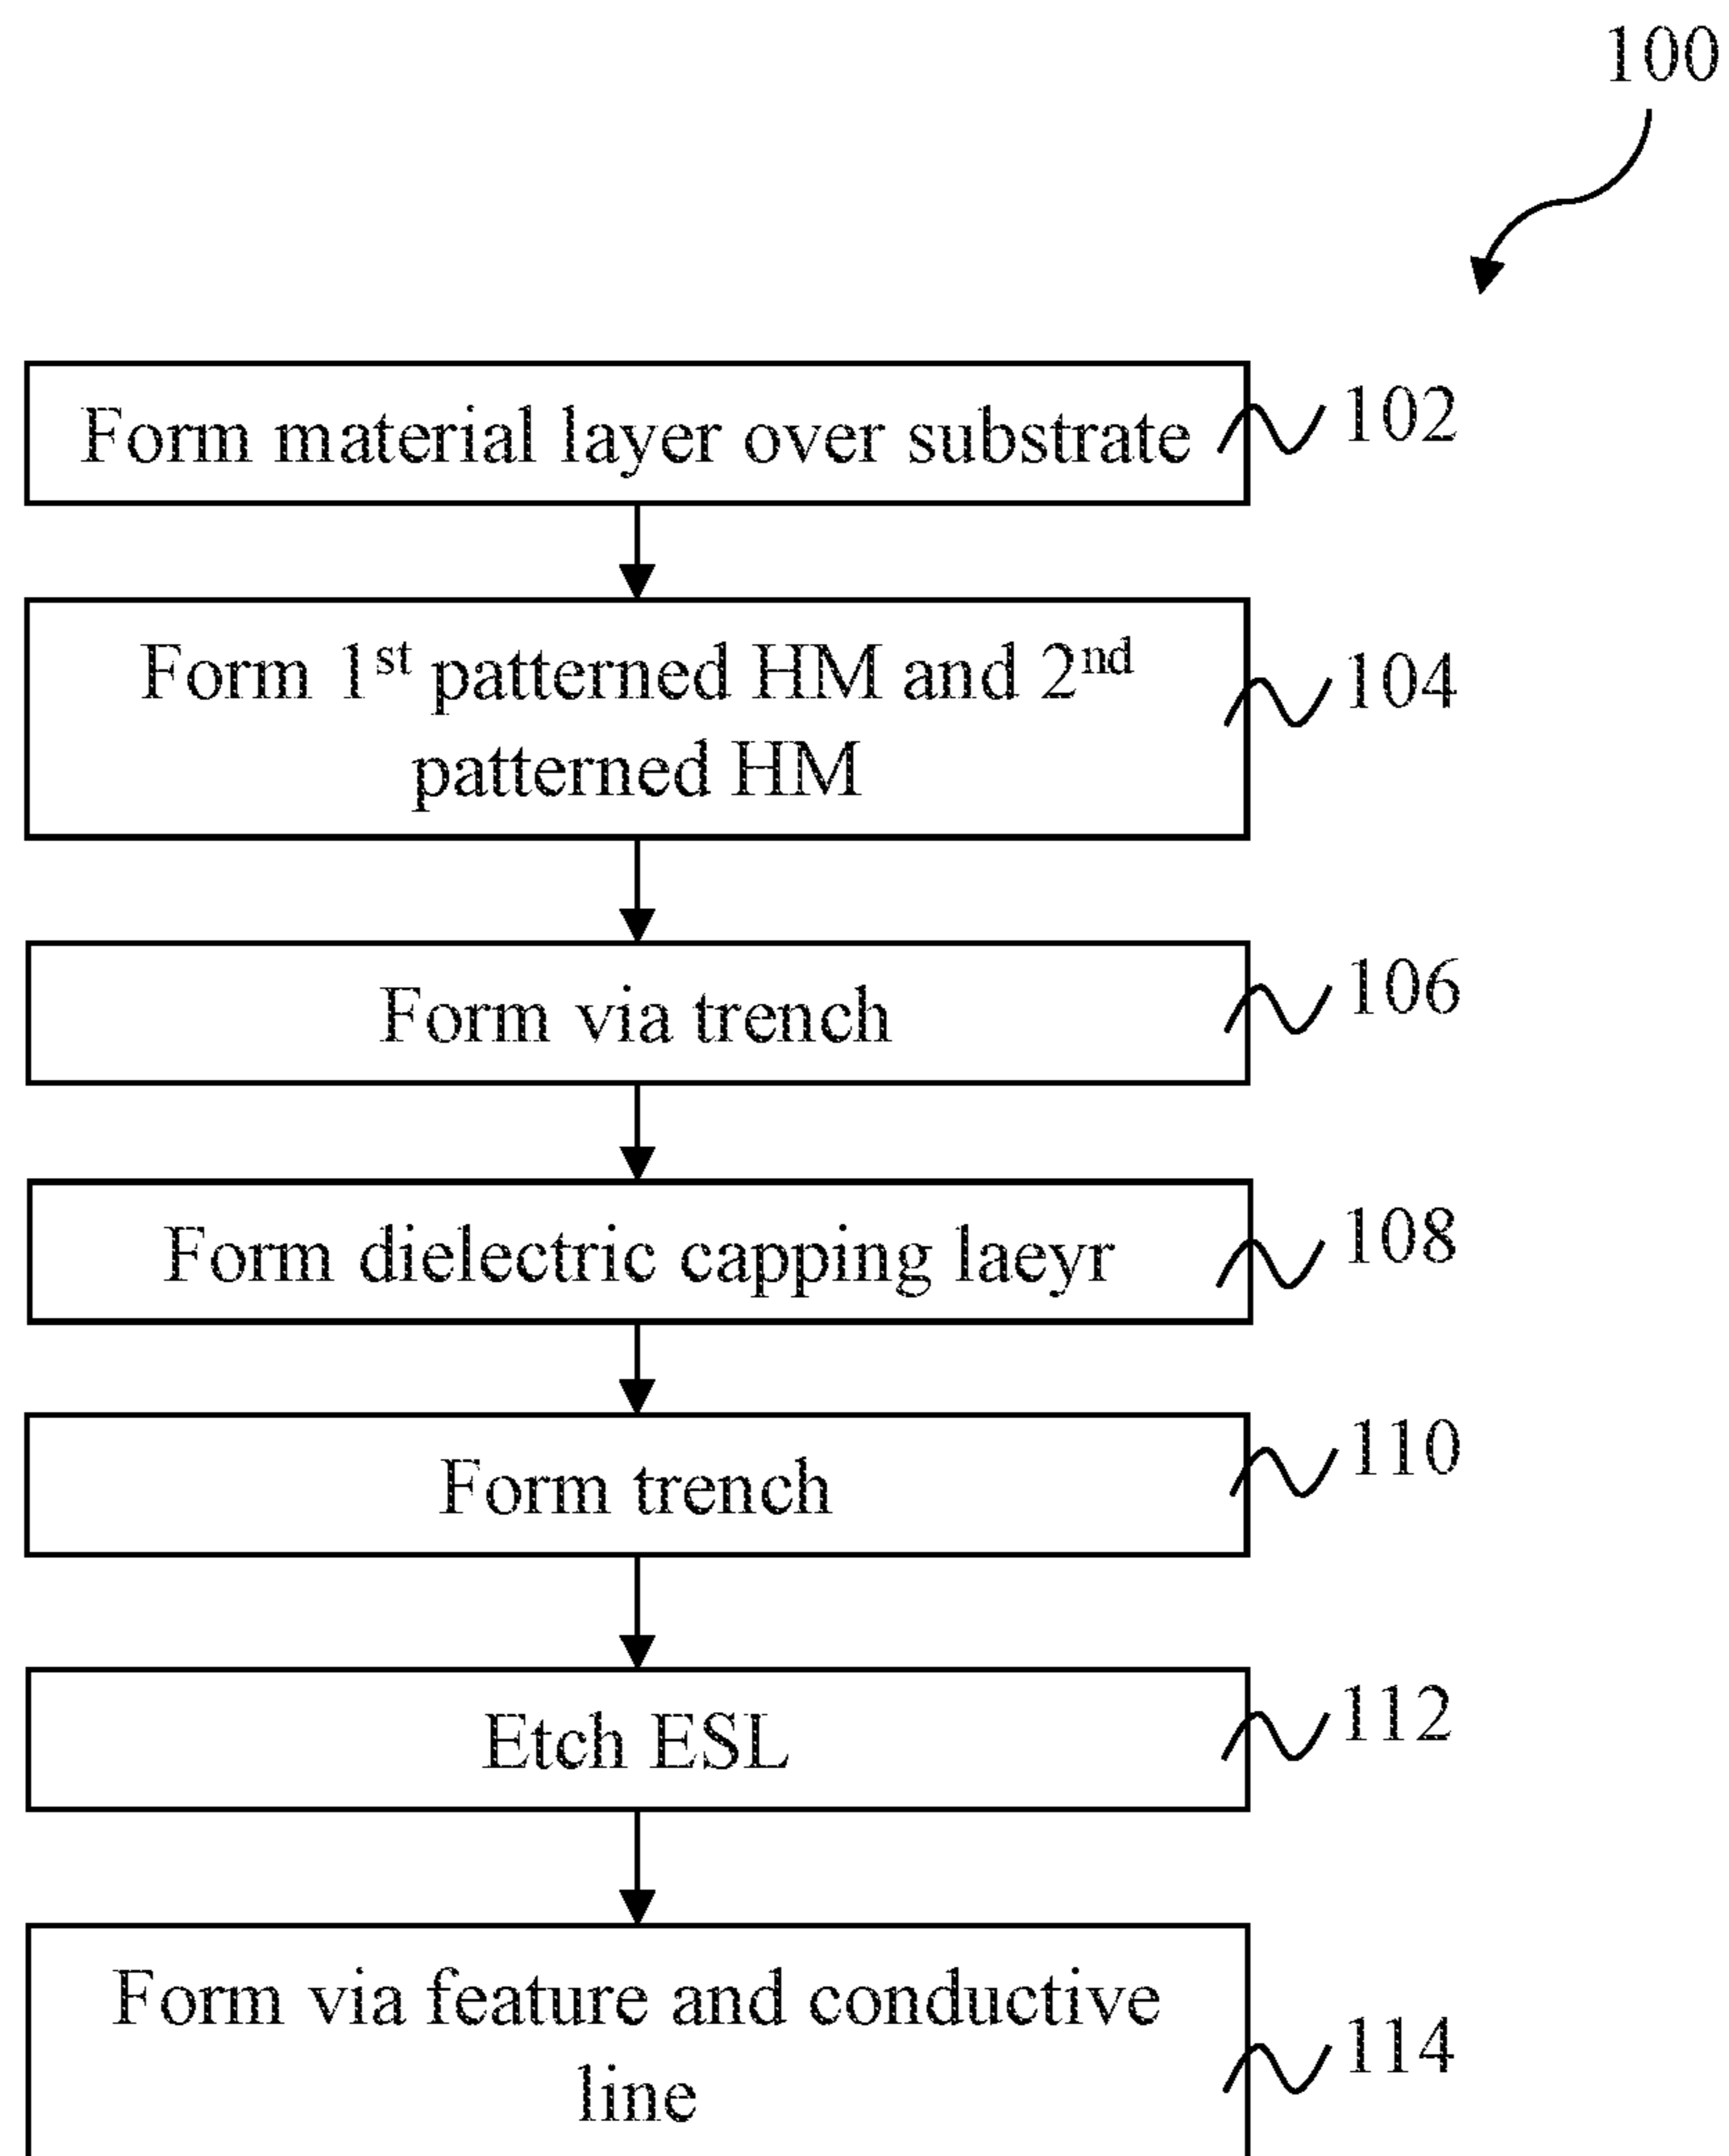 100
Form material layer over substrate 102
Form 1st patterned HM and 2nd 104
patterned HM
Form via trench 106
Form dielectric capping laeyr 108
Form trench 110
Etch ESL 112
Form via feature and conductive
line 114